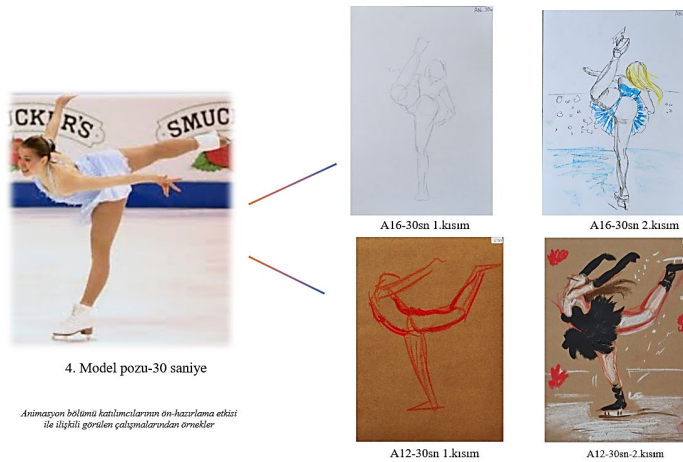 UCKER'S
SMUC
4. Model pozu-30 saniye
Animasyon bölümü katılımcılarının ön-hazırlama etkisi
ile ilişkili görülen çalışmalarından örnekler
A16-30sn 1.kısım
A16-30sn 2.kısım
A12-30sn 1.kısım
A12-30sn-2.kısım